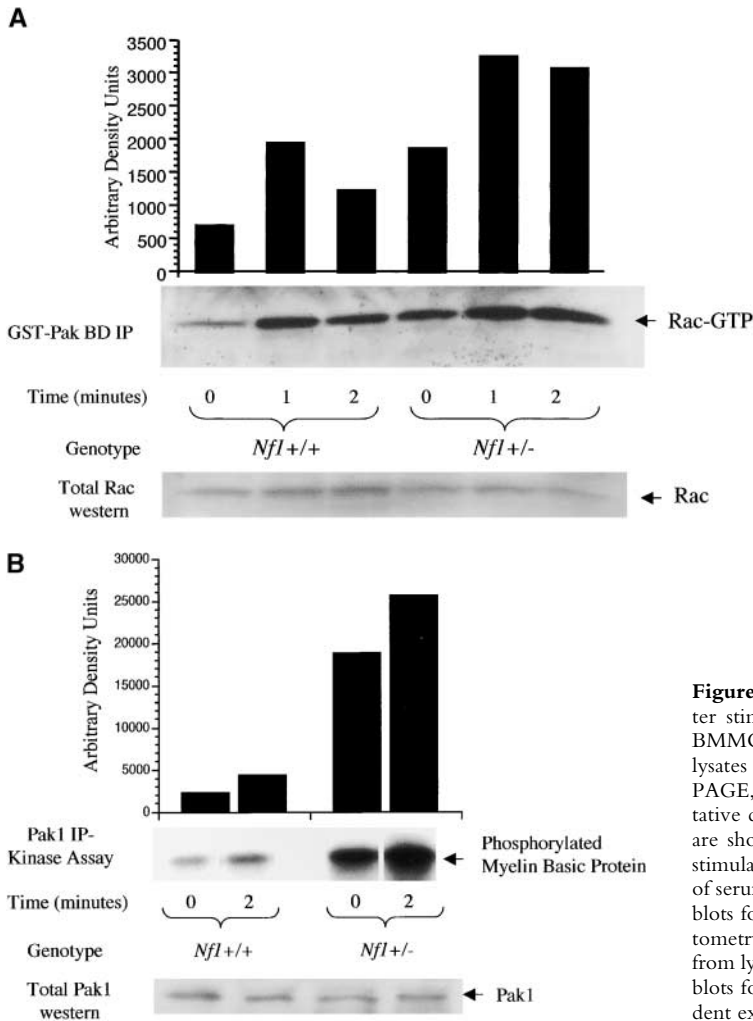 A
Arbitrary Density Units
3500
3000
2500
2000
1500
1000
500
0
GST-Pak BD IP
Rac-GTP
Time (minutes) 0 1 2 0 1 2
Genotype Nf1+/+ Nf1+/-
Total Rac
western
Rac
B
Arbitrary Density Units
30000
25000
20000
15000
10000
5000
0
Pak1 IP-
Kinase Assay
Phosphorylated
Myelin Basic Protein
Time (minutes) 0 2 0 2
Genotype Nf1+/+ Nf1+/-
Total Pak1
western
Pak1
Figure
ter stim
BMMC
lysates
PAGE,
tative d
are sho
stimula
of seru
blots fo
tometry
from ly
blots fo
dent ex